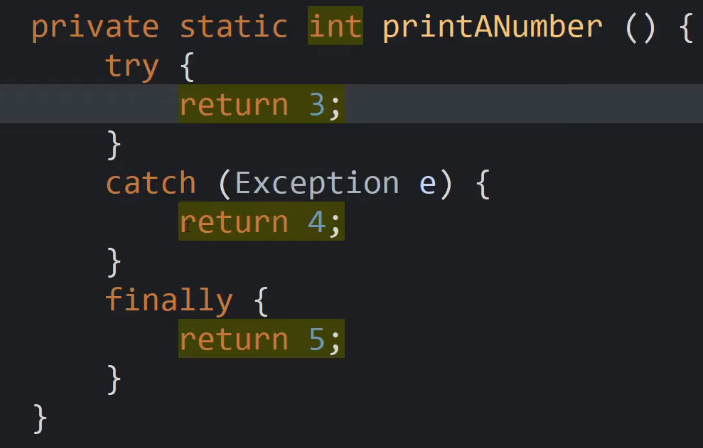 private static int printANumber () {
    try {
        return 3;
    }
    catch (Exception e) {
        return 4;
    }
    finally {
        return 5;
    }
}